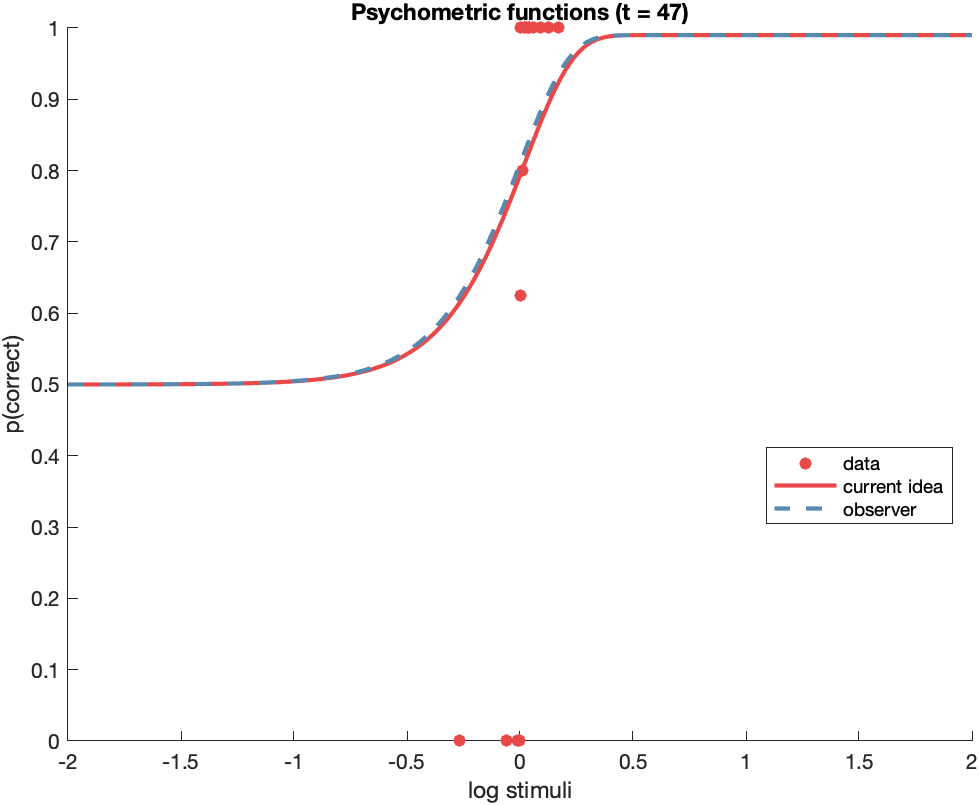 Psychometric functions (t = 47)
1
0.9
0.8
0.7
0.6
0.5
0.4
0.3
0.2
0.1
0
p(correct)
data
current idea
observer
-2 -1.5 -1 -0.5 0 0.5 1 1.5 2
log stimuli